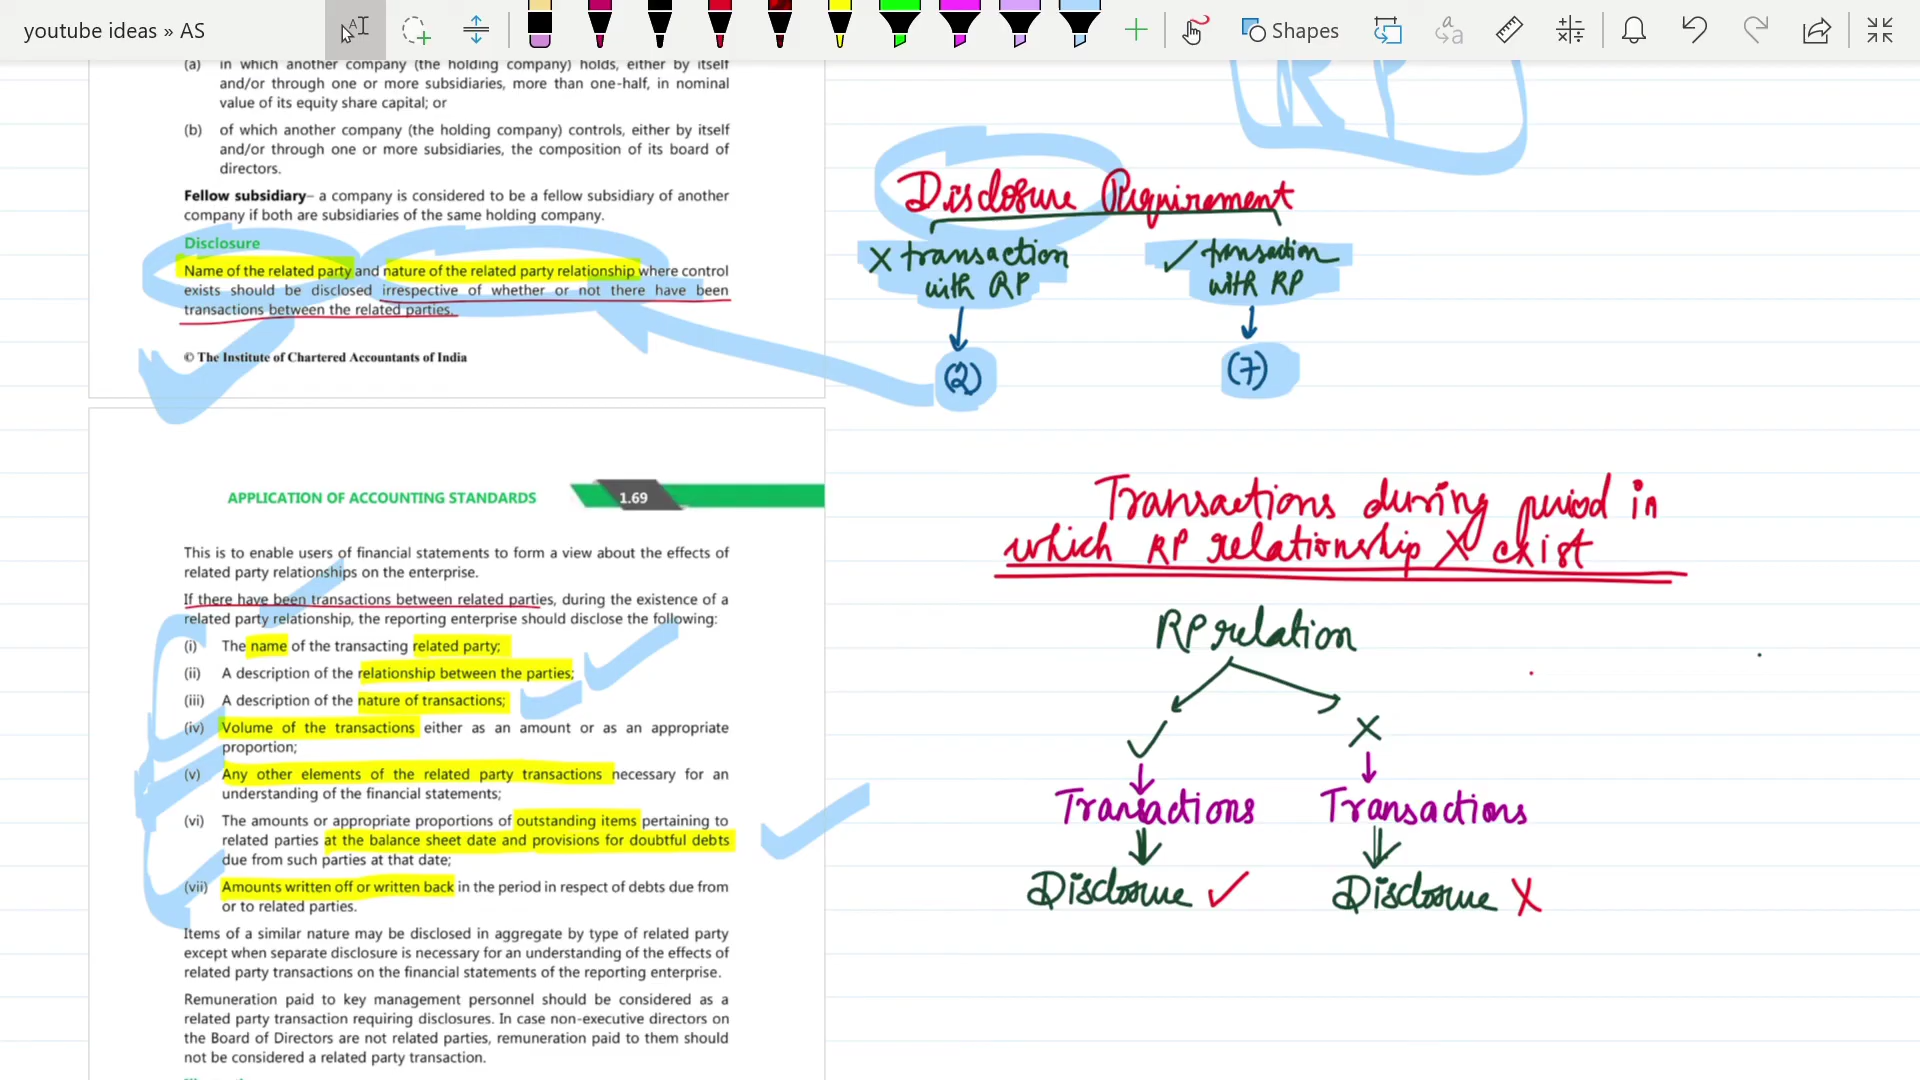 youtube ideas » AS
Shapes
(a) in which another company (the holding company) holds, either by itself
and/or through one or more subsidiaries, more than one-half, in nominal
value of its equity share capital; or
(b) of which another company (the holding company) controls, either by itself
and/or through one or more subsidiaries, the composition of its board of
directors.
Fellow subsidiary– a company is considered to be a fellow subsidiary of another
company if both are subsidiaries of the same holding company.
Disclosure
Name of the related party and nature of the related party relationship where control
exists should be disclosed irrespective of whether or not there have been
transactions between the related parties.
© The Institute of Chartered Accountants of India
APPLICATION OF ACCOUNTING STANDARDS 1.69
This is to enable users of financial statements to form a view about the effects of
related party relationships on the enterprise.
If there have been transactions between related parties, during the existence of a
related party relationship, the reporting enterprise should disclose the following:
(i) The name of the transacting related party;
(ii) A description of the relationship between the parties;
(iii) A description of the nature of transactions;
(iv) Volume of the transactions either as an amount or as an appropriate
proportion;
(v) Any other elements of the related party transactions necessary for an
understanding of the financial statements;
(vi) The amounts or appropriate proportions of outstanding items pertaining to
related parties at the balance sheet date and provisions for doubtful debts
due from such parties at that date;
(vii) Amounts written off or written back in the period in respect of debts due from
or to related parties.
Items of a similar nature may be disclosed in aggregate by type of related party
except when separate disclosure is necessary for an understanding of the effects of
related party transactions on the financial statements of the reporting enterprise.
Remuneration paid to key management personnel should be considered as a
related party transaction requiring disclosures. In case non-executive directors on
the Board of Directors are not related parties, remuneration paid to them should
not be considered a related party transaction.
RP
Disclosure Requirement
X transaction
with RP
✓ transaction
with RP
(2)
(7)
Transactions during period in
which RP relationship X exist
RP relation
✓ X
Transactions Transactions
Disclosure ✓ Disclosure X